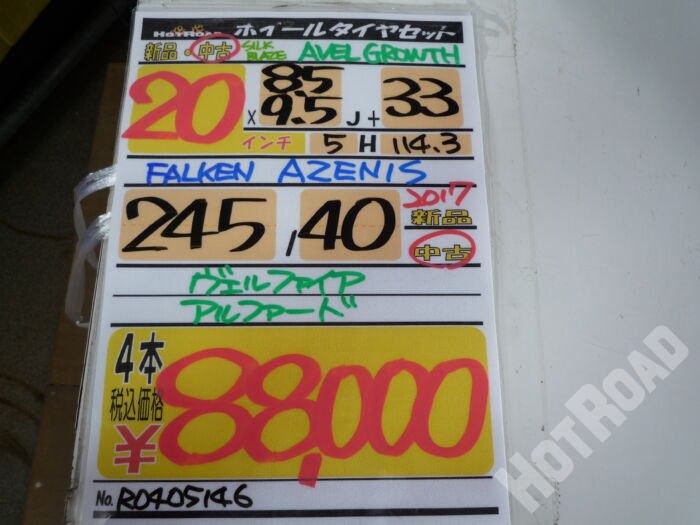 HOTROAD ホイールタイヤセット
新品・中古 SILK BLAZE AVEL GROWTH
20 × 8.5 9.5 J+ 33
インチ 5 H 114.3
FALKEN AZENIS
245 / 40 2017 新品 中古
ヴェルファイア
アルファード
4本
税込価格
¥88,000
No. R0405146
HOTROAD